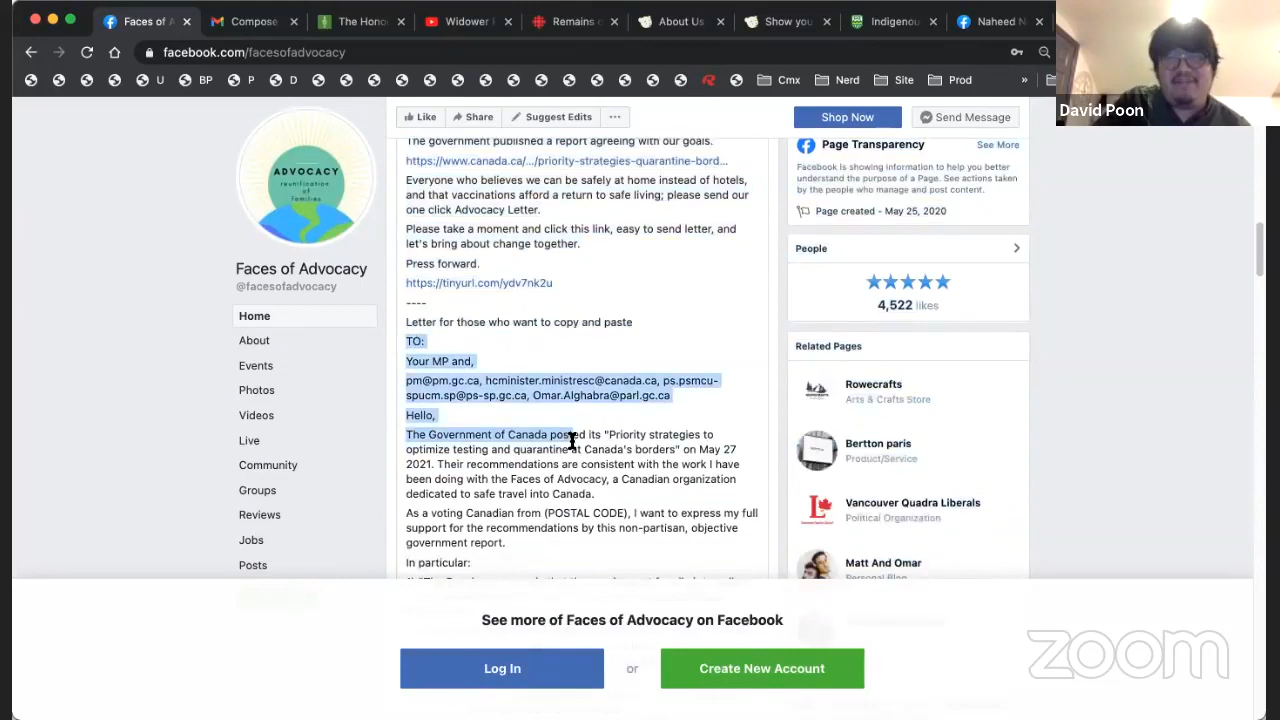 Faces of A
Compose
The Hono
Widower
Remains
About Us
Show you
Indigenou
Naheed N
facebook.com/facesofadvocacy
U
BP
P
D
Cmx
Nerd
Site
Prod
»
David Poon
Like
Share
Suggest Edits
Shop Now
Send Message
ADVOCACY
reunification
of
families
Faces of Advocacy
@facesofadvocacy
Home
About
Events
Photos
Videos
Live
Community
Groups
Reviews
Jobs
Posts
The government published a report agreeing with our goals.
https://www.canada.ca/.../priority-strategies-quarantine-bord...
Everyone who believes we can be safely at home instead of hotels,
and that vaccinations afford a return to safe living; please send our
one click Advocacy Letter.
Please take a moment and click this link, easy to send letter, and
let's bring about change together.
Press forward.
https://tinyurl.com/ydv7nk2u
----
Letter for those who want to copy and paste
TO:
Your MP and,
pm@pm.gc.ca, hcminister.ministresc@canada.ca, ps.psmcu-
spucm.sp@ps-sp.gc.ca, Omar.Alghabra@parl.gc.ca
Hello,
The Government of Canada posted its "Priority strategies to
optimize testing and quarantine at Canada's borders" on May 27
2021. Their recommendations are consistent with the work I have
been doing with the Faces of Advocacy, a Canadian organization
dedicated to safe travel into Canada.
As a voting Canadian from (POSTAL CODE), I want to express my full
support for the recommendations by this non-partisan, objective
government report.
In particular:
Page Transparency
See More
Facebook is showing information to help you better
understand the purpose of a Page. See actions taken
by the people who manage and post content.
Page created - May 25, 2020
People
4,522 likes
Related Pages
Rowecrafts
Arts & Crafts Store
Bertton paris
Product/Service
Vancouver Quadra Liberals
Political Organization
Matt And Omar
Personal Blog
See more of Faces of Advocacy on Facebook
Log In
or
Create New Account
zoom